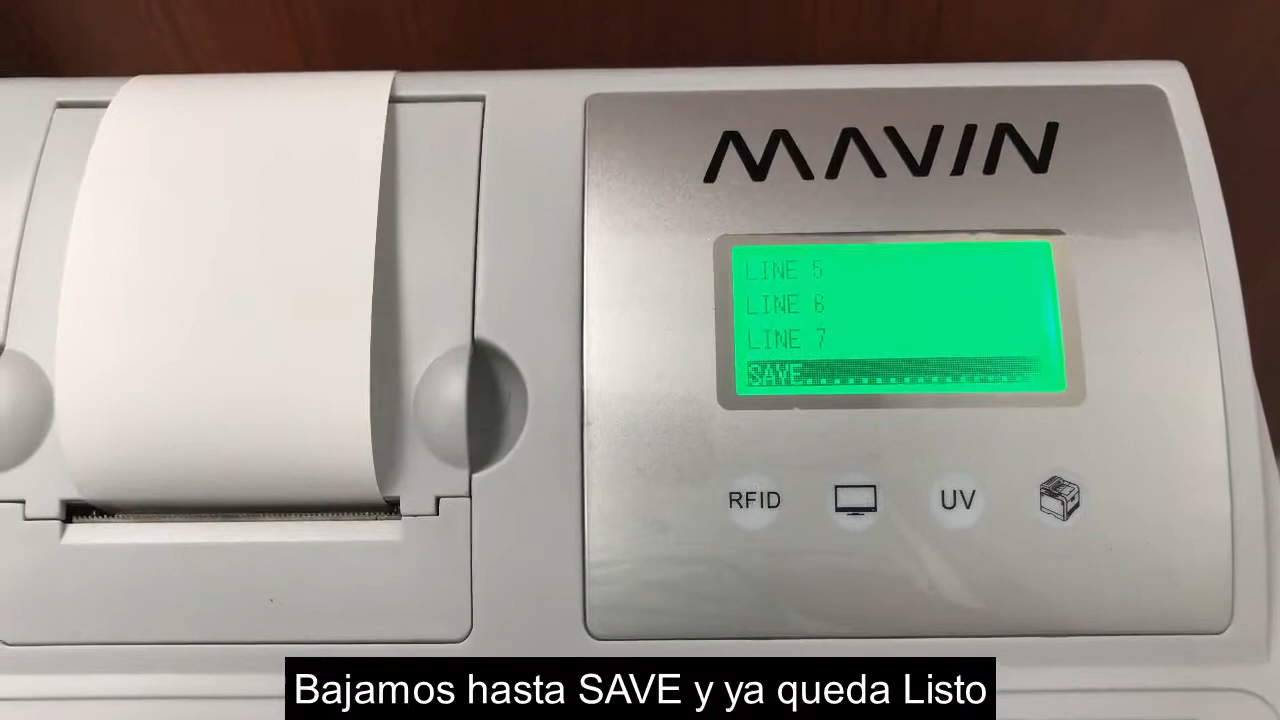 MAVIN
LINE 5
LINE 6
LINE 7
SAVE
RFID
UV
Bajamos hasta SAVE y ya queda Listo